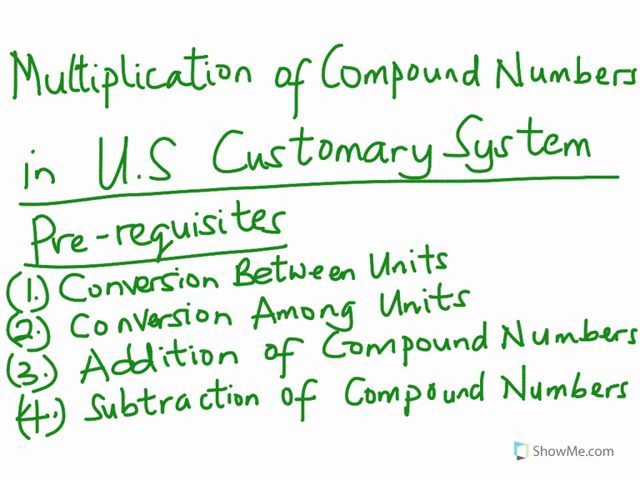 Multiplication of Compound Numbers
in U.S Customary System
Pre-requisites
(1.) Conversion Between Units
(2.) Conversion Among Units
(3.) Addition of Compound Numbers
(4.) Subtraction of Compound Numbers
ShowMe.com